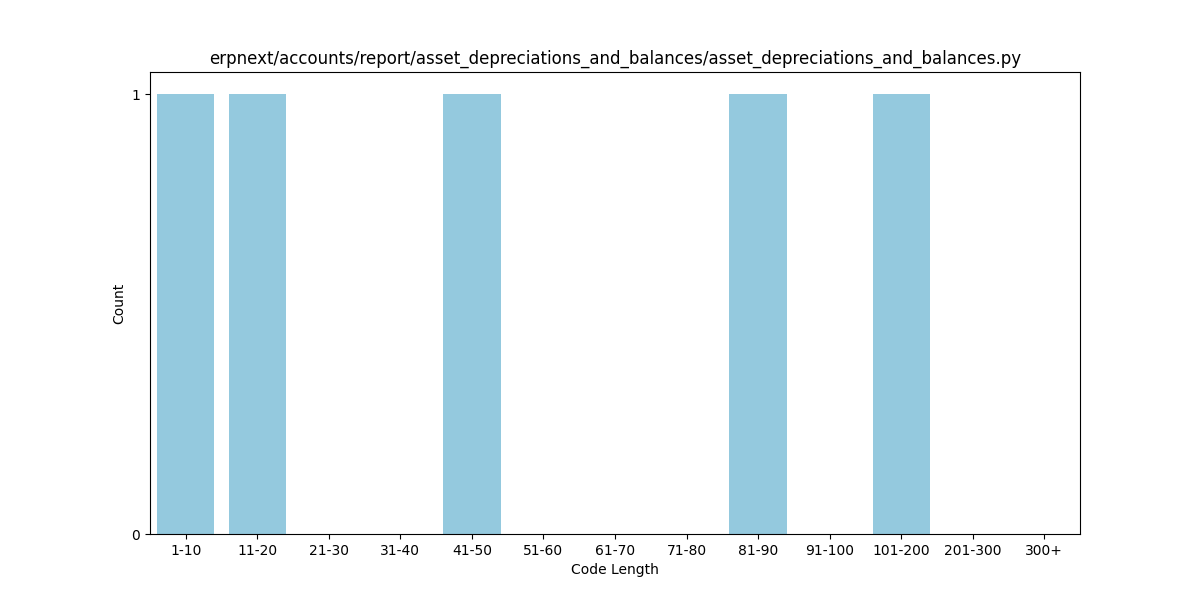 erpnext/accounts/report/asset_depreciations_and_balances/asset_depreciations_and_balances.py
1
Count
0
1-10 11-20 21-30 31-40 41-50 51-60 61-70 71-80 81-90 91-100 101-200 201-300 300+
Code Length